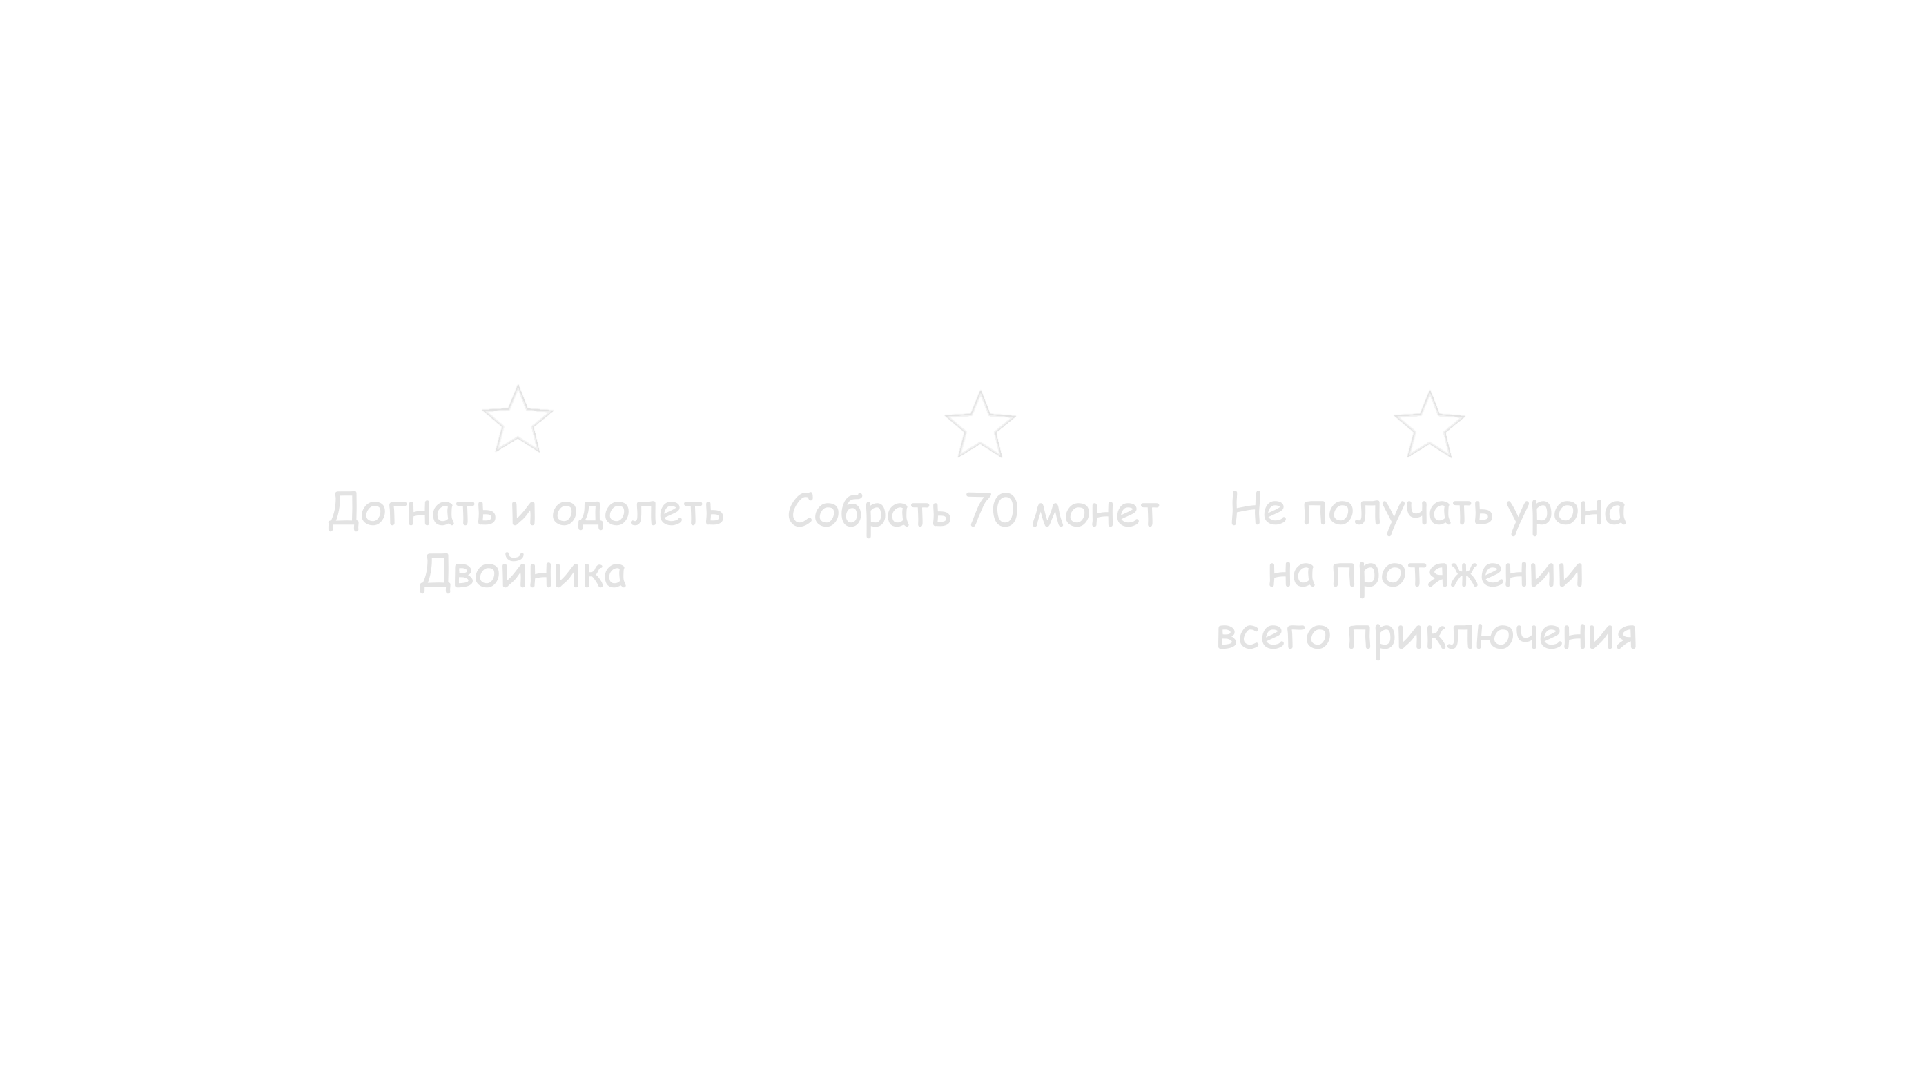 Догнать и одолеть
Двойника
Собрать 70 монет
Не получать урона
на протяжении
всего приключения